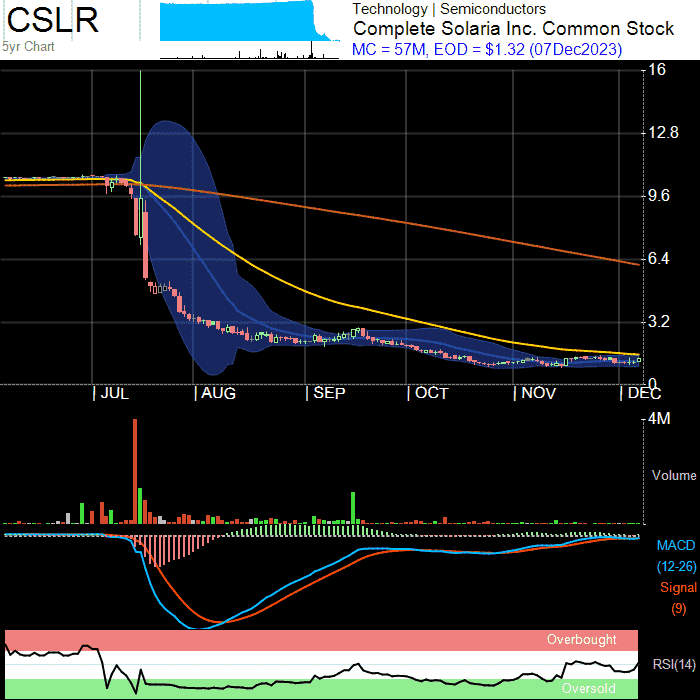 CSLR
5yr Chart
Technology | Semiconductors
Complete Solaria Inc. Common Stock
MC = 57M, EOD = $1.32 (07Dec2023)
16
12.8
9.6
6.4
3.2
0
| JUL | AUG | SEP | OCT | NOV | DEC
4M
Volume
MACD
(12-26)
Signal
(9)
Overbought
RSI(14)
Oversold